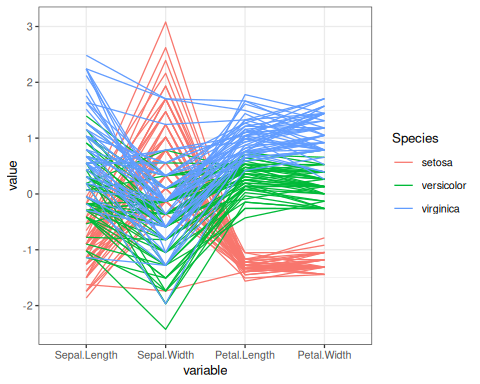 3
2
1
0
-1
-2
value
Sepal.Length Sepal.Width Petal.Length Petal.Width
variable
Species
setosa
versicolor
virginica